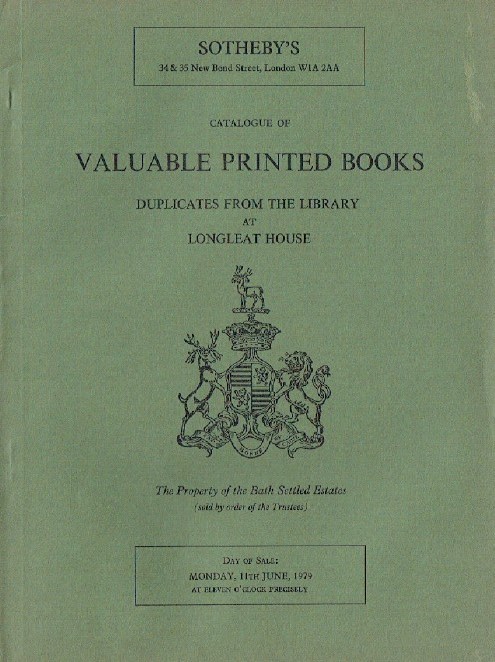 SOTHEBY'S
34 & 35 New Bond Street, London W1A 2AA
CATALOGUE OF
VALUABLE PRINTED BOOKS
DUPLICATES FROM THE LIBRARY
AT
LONGLEAT HOUSE
The Property of the Bath Settled Estates
(sold by order of the Trustees)
DAY OF SALE:
MONDAY, 11TH JUNE, 1979
AT ELEVEN O'CLOCK PRECISELY